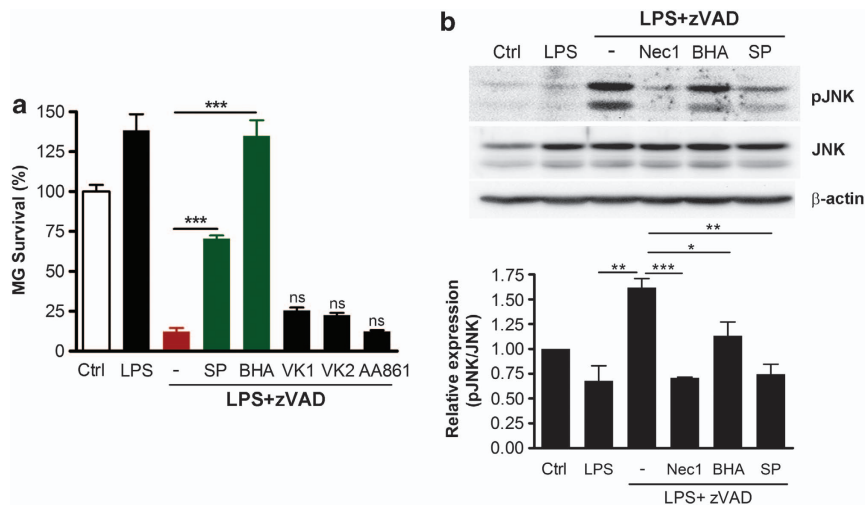 a
MG Survival (%)
150
125
100
75
50
25
0
***
***
ns
ns
ns
Ctrl LPS - SP BHA VK1 VK2 AA861
LPS+zVAD
b
LPS+zVAD
Ctrl LPS - Nec1 BHA SP
pJNK
JNK
β-actin
Relative expression
(pJNK/JNK)
1.75
1.50
1.25
1.00
0.75
0.50
0.25
0.00
**
*
** ***
Ctrl LPS - Nec1 BHA SP
LPS+ zVAD